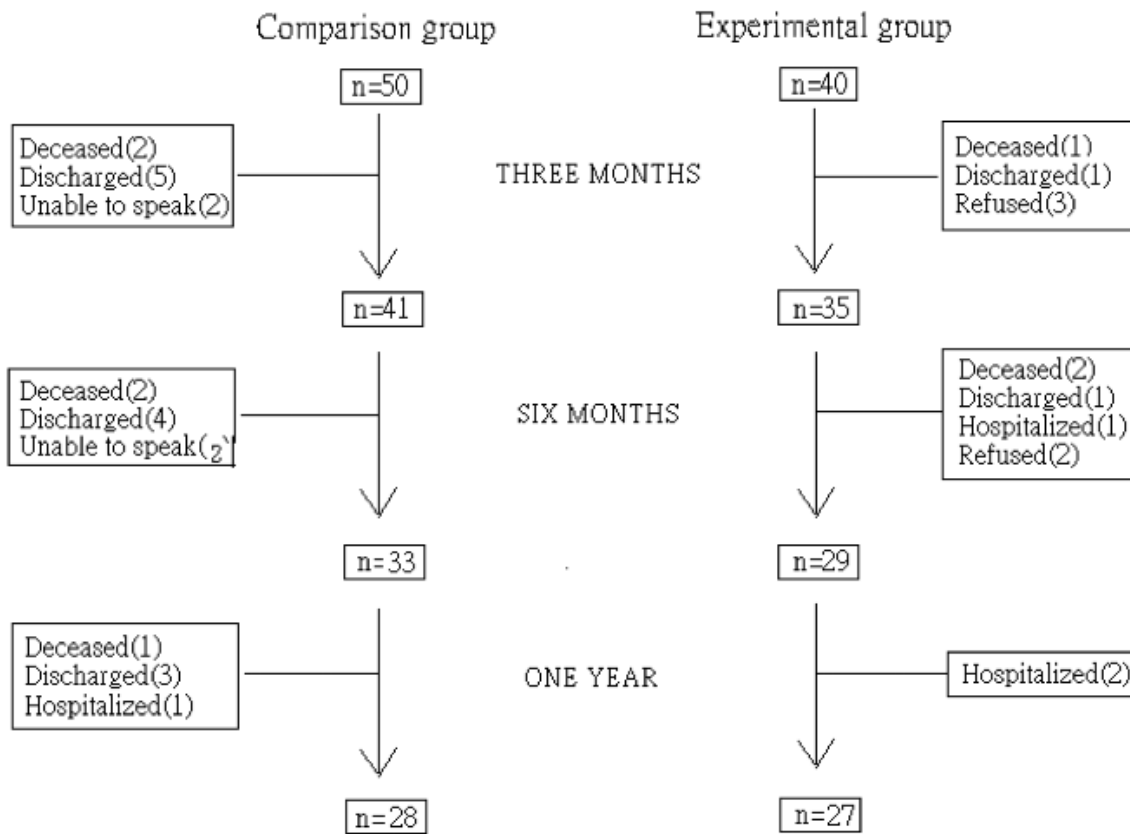 Comparison group
Experimental group
n=50
n=40
Deceased(2)
Discharged(5)
Unable to speak(2)
THREE MONTHS
Deceased(1)
Discharged(1)
Refused(3)
n=41
n=35
Deceased(2)
Discharged(4)
Unable to speak(2)
SIX MONTHS
Deceased(2)
Discharged(1)
Hospitalized(1)
Refused(2)
n=33
n=29
Deceased(1)
Discharged(3)
Hospitalized(1)
ONE YEAR
Hospitalized(2)
n=28
n=27